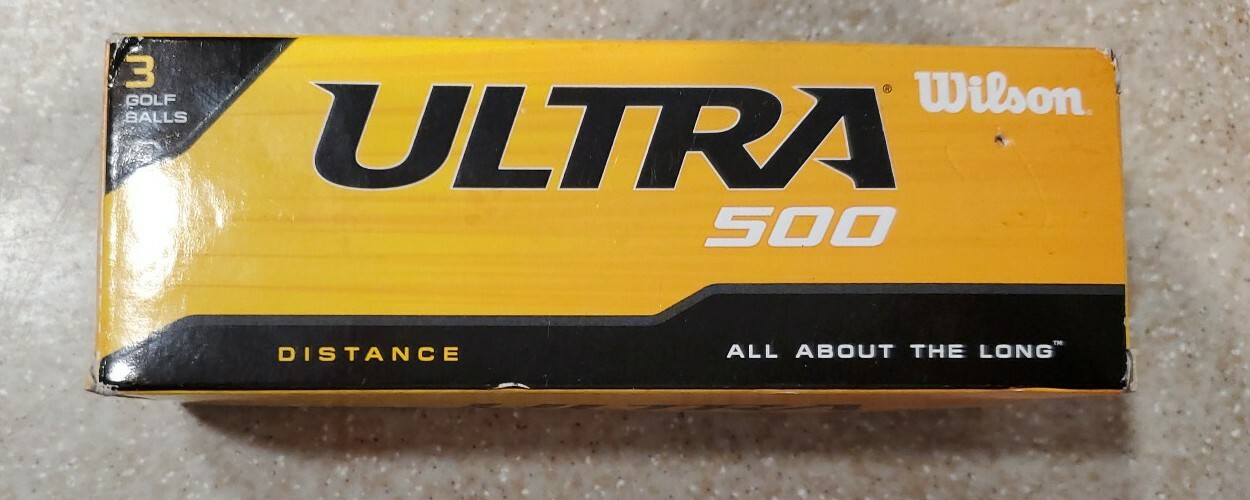 3
GOLF
BALLS
ULTRA®
Wilson
500
DISTANCE
ALL ABOUT THE LONG™